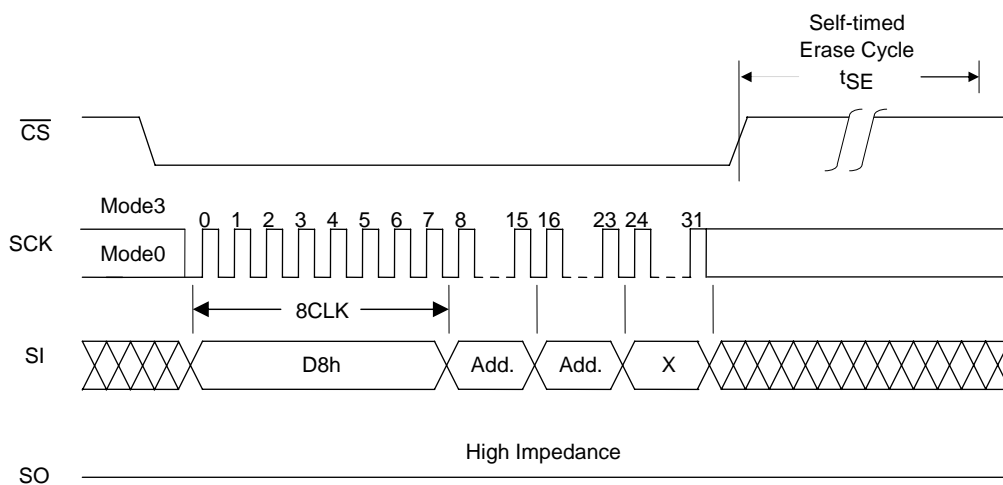 Self-timed
Erase Cycle
tSE
CS
Mode3
0 1 2 3 4 5 6 7 8 15 16 23 24 31
SCK
Mode0
8CLK
SI
D8h Add. Add. X
High Impedance
SO